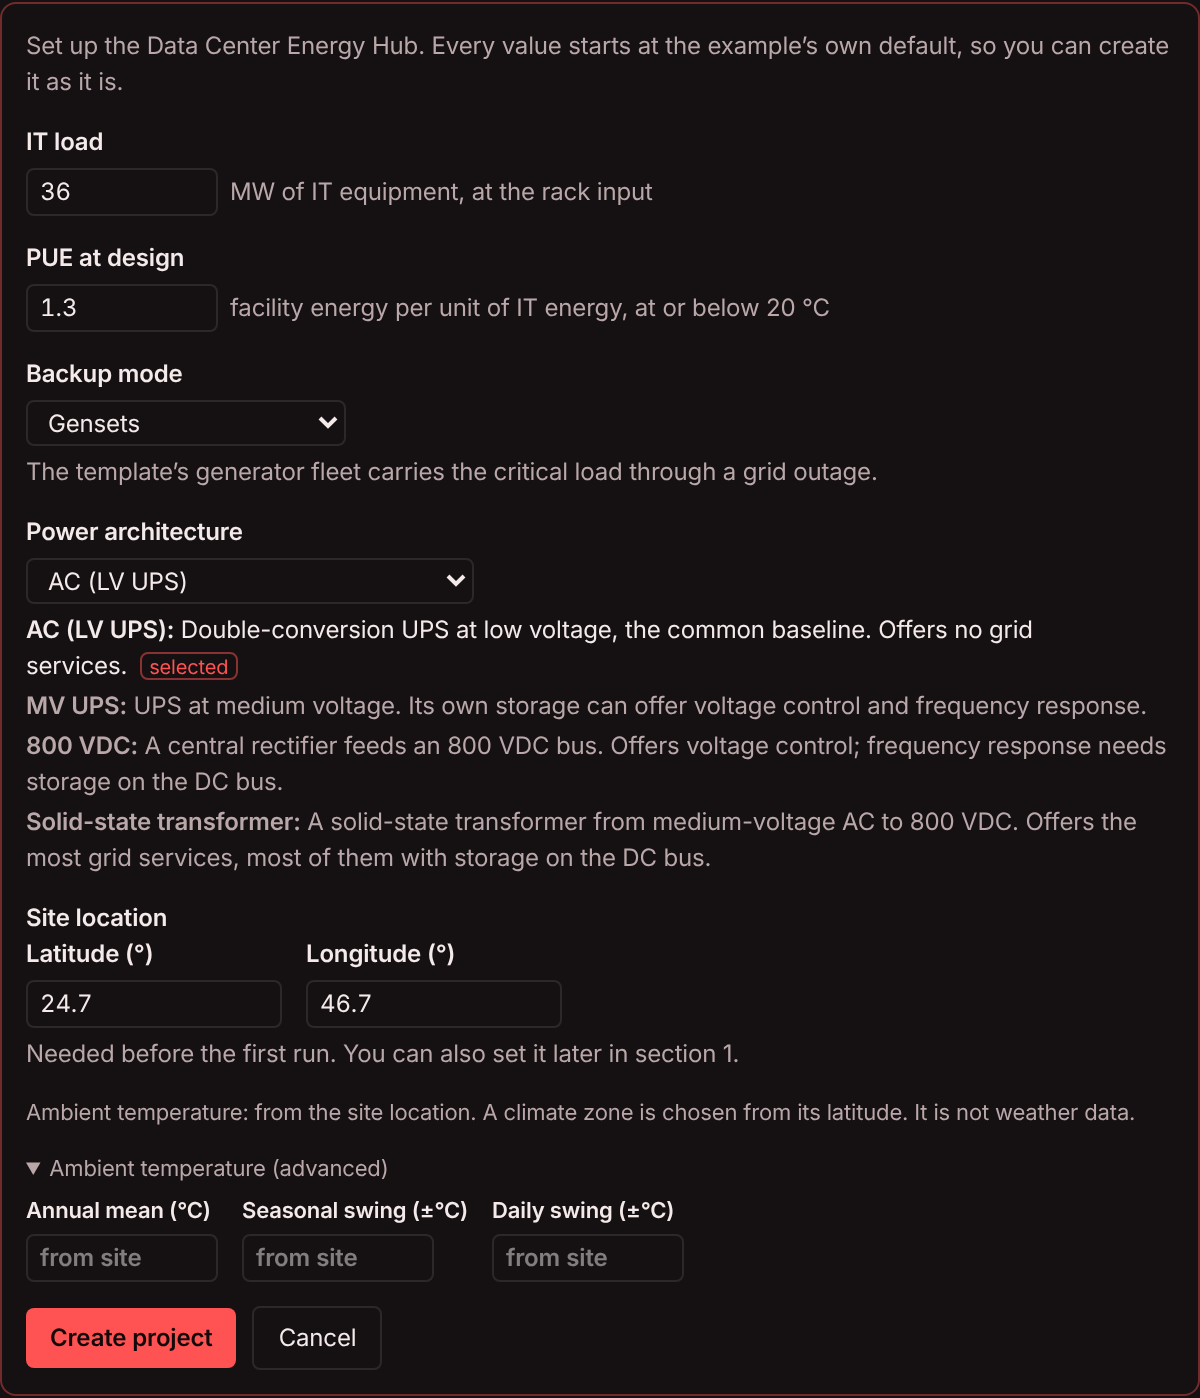 Set up the Data Center Energy Hub. Every value starts at the example’s own default, so you can create
it as it is.
IT load
36 MW of IT equipment, at the rack input
PUE at design
1.3 facility energy per unit of IT energy, at or below 20 °C
Backup mode
Gensets
The template’s generator fleet carries the critical load through a grid outage.
Power architecture
AC (LV UPS)
AC (LV UPS): Double-conversion UPS at low voltage, the common baseline. Offers no grid
services. selected
MV UPS: UPS at medium voltage. Its own storage can offer voltage control and frequency response.
800 VDC: A central rectifier feeds an 800 VDC bus. Offers voltage control; frequency response needs
storage on the DC bus.
Solid-state transformer: A solid-state transformer from medium-voltage AC to 800 VDC. Offers the
most grid services, most of them with storage on the DC bus.
Site location
Latitude (°) Longitude (°)
24.7 46.7
Needed before the first run. You can also set it later in section 1.
Ambient temperature: from the site location. A climate zone is chosen from its latitude. It is not weather data.
▼ Ambient temperature (advanced)
Annual mean (°C) Seasonal swing (±°C) Daily swing (±°C)
from site from site from site
Create project Cancel